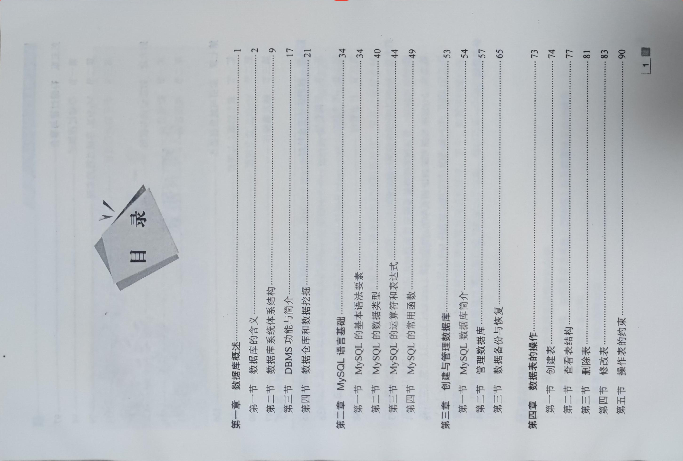 目 录
第一章 数据库概述 1
第一节 数据库的含义 2
第二节 数据库系统体系结构 9
第三节 DBMS 功能与简介 17
第四节 数据仓库和数据挖掘 21
第二章 MySQL 语言基础 34
第一节 MySQL 的基本语法要素 34
第二节 MySQL 的数据类型 40
第三节 MySQL 的运算符和表达式 44
第四节 MySQL 的常用函数 49
第三章 创建与管理数据库 53
第一节 MySQL 数据库简介 54
第二节 管理数据库 57
第三节 数据备份与恢复 65
第四章 数据表的操作 73
第一节 创建表 74
第二节 查看表结构 77
第三节 删除表 81
第四节 修改表 83
第五节 操作表的约束 90
1